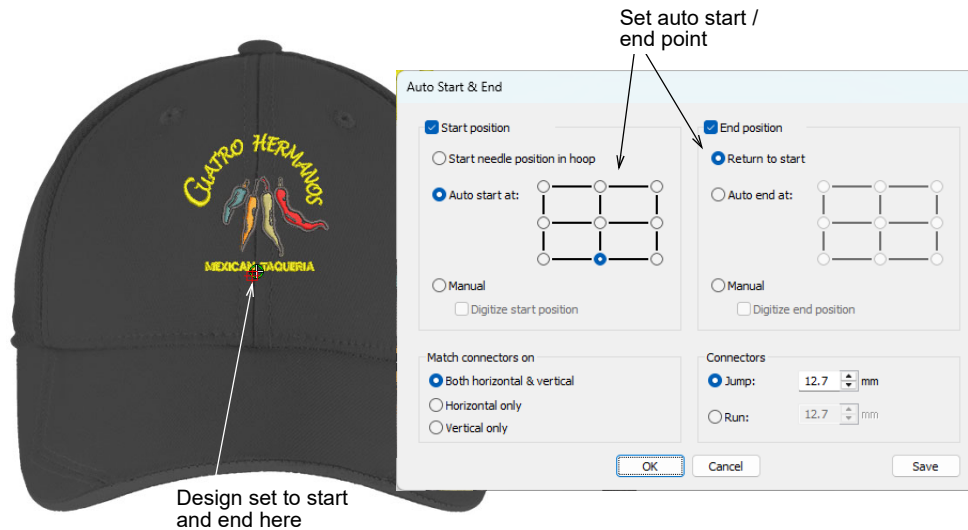 Set auto start /
end point
CUATRO HERMANOS
MEXICAN TAQUERIA
Auto Start & End
Start position
Start needle position in hoop
Auto start at:
Manual
Digitize start position
End position
Return to start
Auto end at:
Manual
Digitize end position
Match connectors on
Both horizontal & vertical
Horizontal only
Vertical only
Connectors
Jump: 12.7 mm
Run: 12.7 mm
OK Cancel Save
Design set to start
and end here